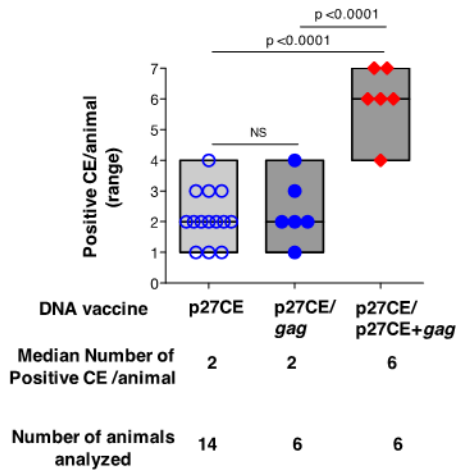 p <0.0001
p <0.0001
NS
Positive CE/animal
(range)
7
6
5
4
3
2
1
0
DNA vaccine p27CE p27CE/ p27CE/
gag p27CE+gag
Median Number of
Positive CE /animal 2 2 6
Number of animals
analyzed 14 6 6